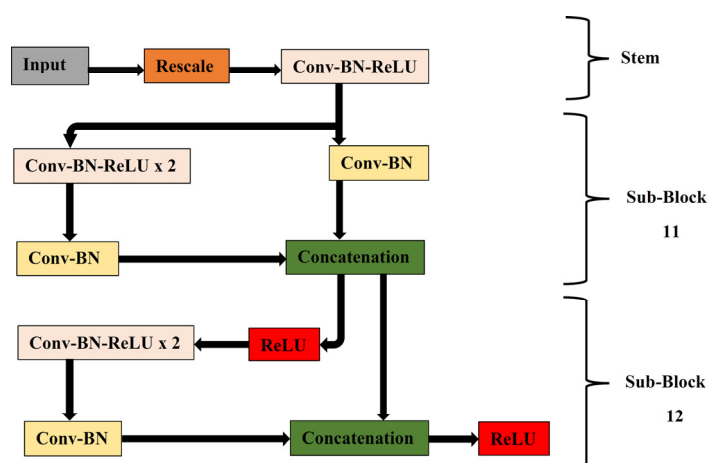 Input
Rescale
Conv-BN-ReLU
Stem
Conv-BN-ReLU x 2
Conv-BN
Sub-Block
11
Conv-BN
Concatenation
Conv-BN-ReLU x 2
ReLU
Sub-Block
12
Conv-BN
Concatenation
ReLU